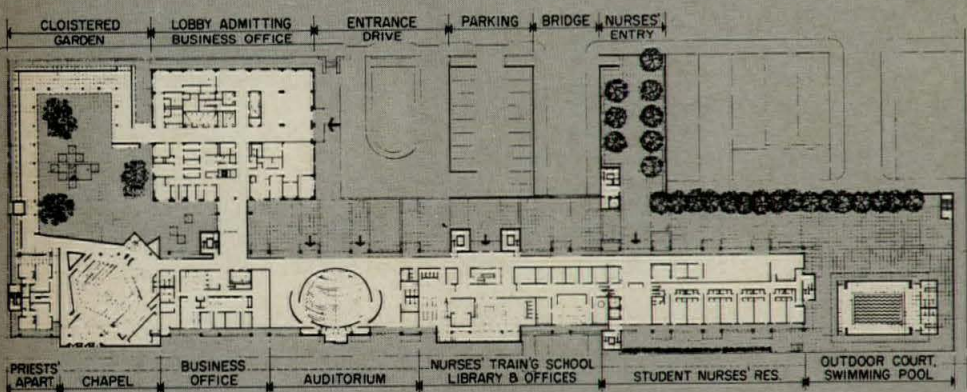 CLOISTERED
GARDEN
LOBBY ADMITTING
BUSINESS OFFICE
ENTRANCE
DRIVE
PARKING
BRIDGE
NURSES'
ENTRY
PRIESTS'
APART.
CHAPEL
BUSINESS
OFFICE
AUDITORIUM
NURSES' TRAIN'G SCHOOL
LIBRARY & OFFICES
STUDENT NURSES' RES.
OUTDOOR COURT,
SWIMMING POOL